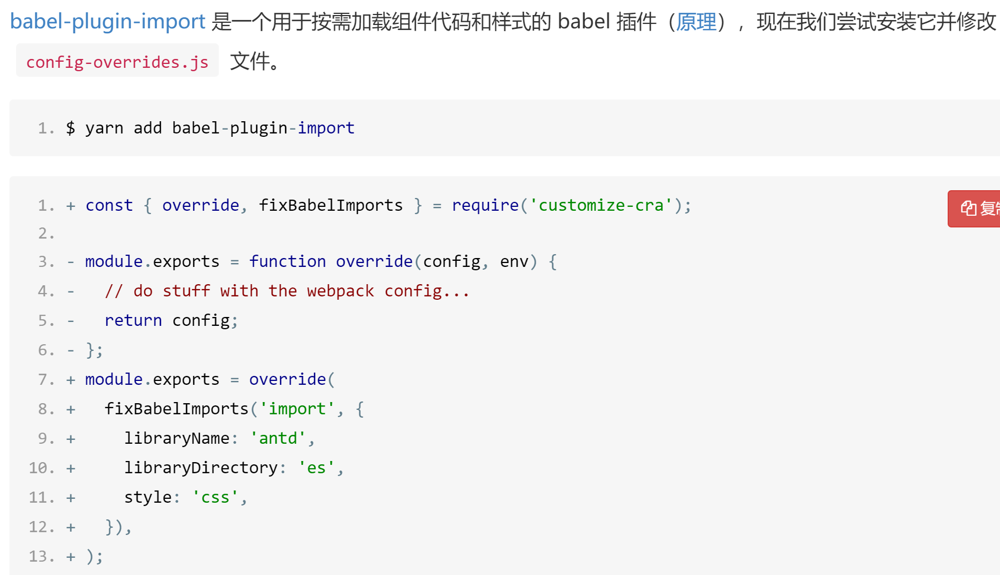 babel-plugin-import 是一个用于按需加载组件代码和样式的 babel 插件（原理），现在我们尝试安装它并修改
config-overrides.js 文件。
1. $ yarn add babel-plugin-import
1. + const { override, fixBabelImports } = require('customize-cra');
复制
2.
3. - module.exports = function override(config, env) {
4. -   // do stuff with the webpack config...
5. -   return config;
6. - };
7. + module.exports = override(
8. +   fixBabelImports('import', {
9. +     libraryName: 'antd',
10. +     libraryDirectory: 'es',
11. +     style: 'css',
12. +   }),
13. + );